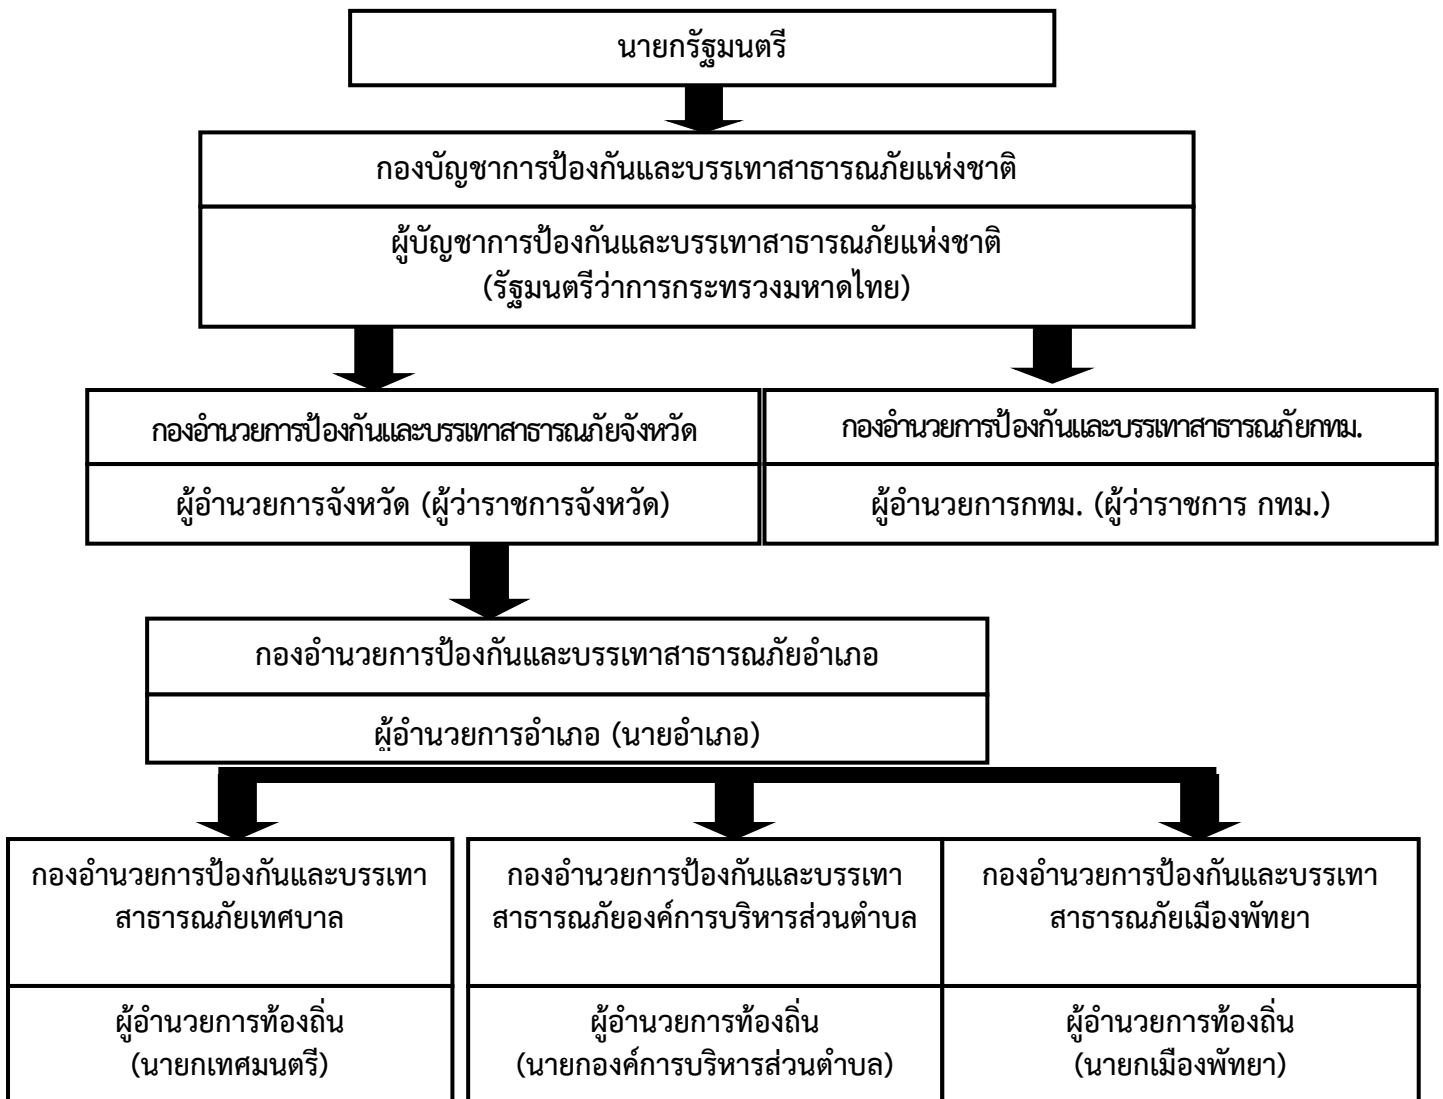 นายกรัฐมนตรี
กองบัญชาการป้องกันและบรรเทาสาธารณภัยแห่งชาติ
ผู้บัญชาการป้องกันและบรรเทาสาธารณภัยแห่งชาติ
(รัฐมนตรีว่าการกระทรวงมหาดไทย)
กองอำนวยการป้องกันและบรรเทาสาธารณภัยจังหวัด
ผู้อำนวยการจังหวัด (ผู้ว่าราชการจังหวัด)
กองอำนวยการป้องกันและบรรเทาสาธารณภัยกทม.
ผู้อำนวยการกทม. (ผู้ว่าราชการ กทม.)
กองอำนวยการป้องกันและบรรเทาสาธารณภัยอำเภอ
ผู้อำนวยการอำเภอ (นายอำเภอ)
กองอำนวยการป้องกันและบรรเทา
สาธารณภัยเทศบาล
ผู้อำนวยการท้องถิ่น
(นายกเทศมนตรี)
กองอำนวยการป้องกันและบรรเทา
สาธารณภัยองค์การบริหารส่วนตำบล
ผู้อำนวยการท้องถิ่น
(นายกองค์การบริหารส่วนตำบล)
กองอำนวยการป้องกันและบรรเทา
สาธารณภัยเมืองพัทยา
ผู้อำนวยการท้องถิ่น
(นายกเมืองพัทยา)